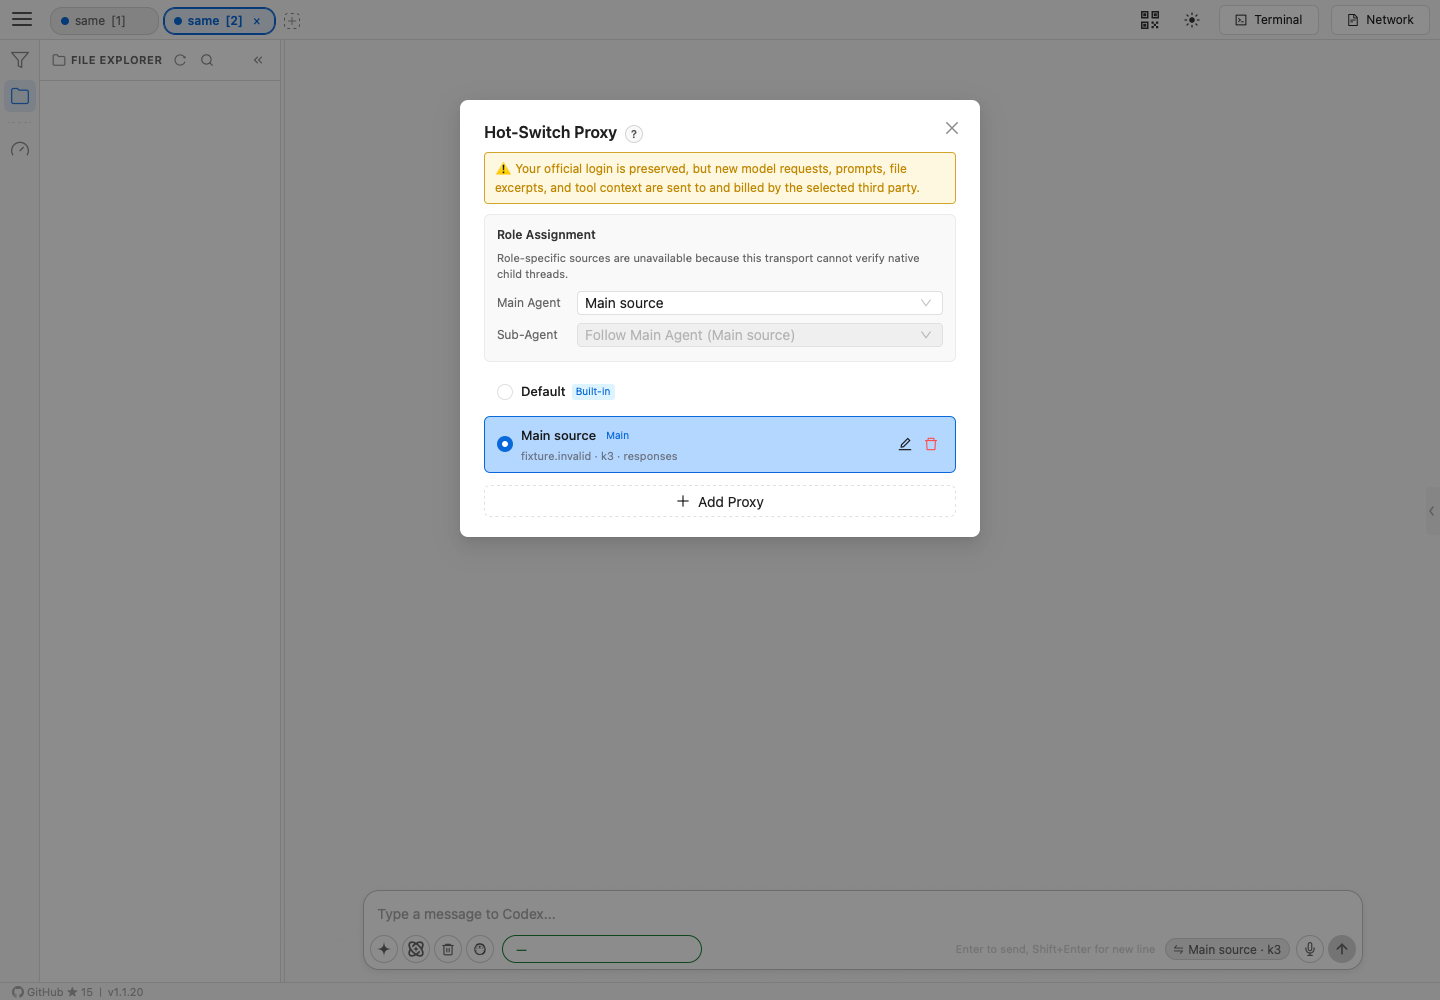 same [1]
same [2] ×
Terminal
Network
FILE EXPLORER
Hot-Switch Proxy ?
⚠ Your official login is preserved, but new model requests, prompts, file
excerpts, and tool context are sent to and billed by the selected third party.
Role Assignment
Role-specific sources are unavailable because this transport cannot verify native
child threads.
Main Agent Main source
Sub-Agent Follow Main Agent (Main source)
Default Built-in
Main source Main
fixture.invalid · k3 · responses
+ Add Proxy
Type a message to Codex...
—
Enter to send, Shift+Enter for new line
Main source · k3
GitHub ★ 15 | v1.1.20